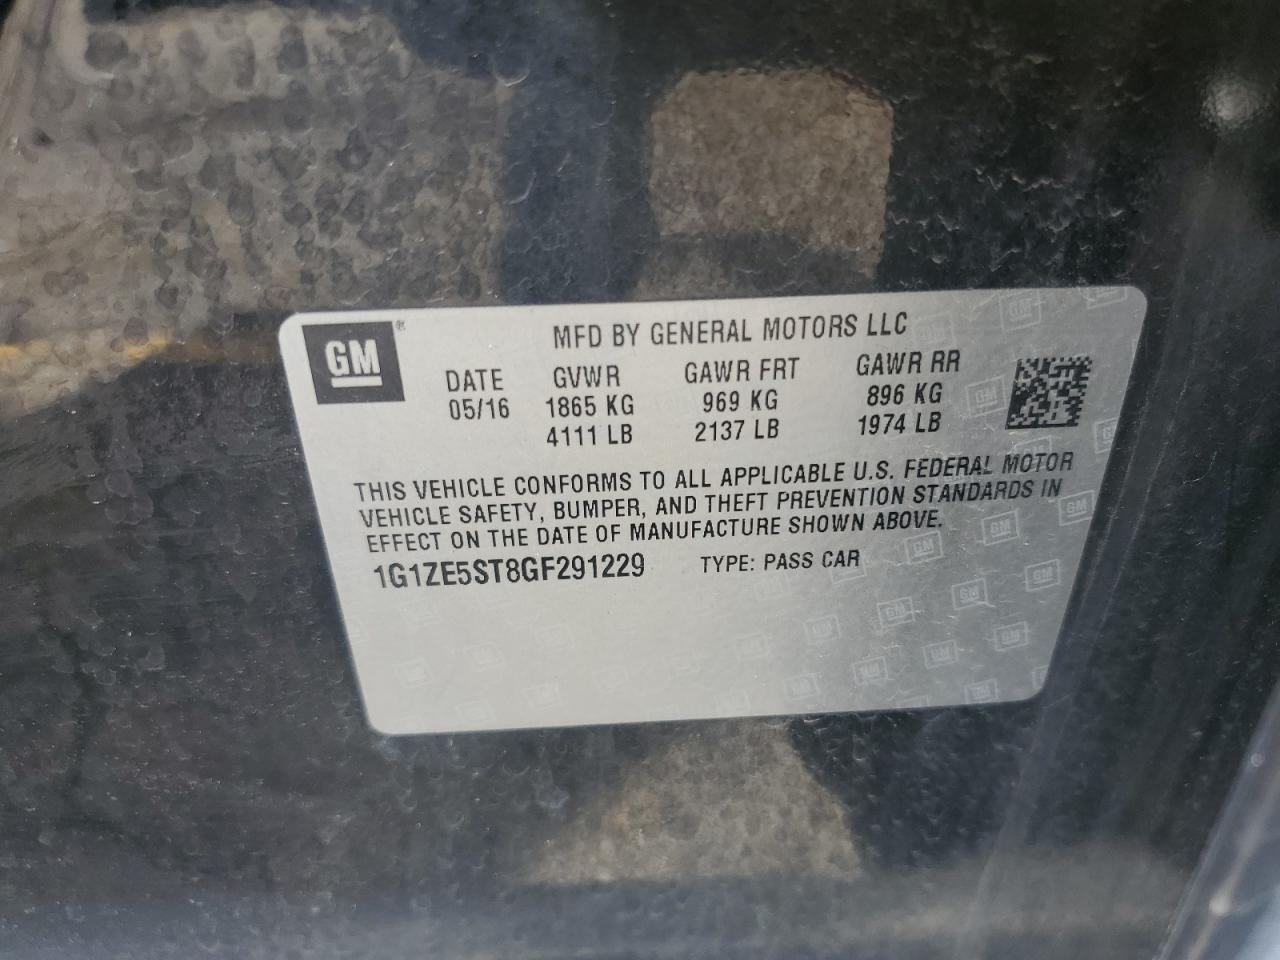 GM®
MFD BY GENERAL MOTORS LLC
DATE GVWR GAWR FRT GAWR RR
05/16 1865 KG 969 KG 896 KG
4111 LB 2137 LB 1974 LB
THIS VEHICLE CONFORMS TO ALL APPLICABLE U.S. FEDERAL MOTOR
VEHICLE SAFETY, BUMPER, AND THEFT PREVENTION STANDARDS IN
EFFECT ON THE DATE OF MANUFACTURE SHOWN ABOVE.
1G1ZE5ST8GF291229 TYPE: PASS CAR